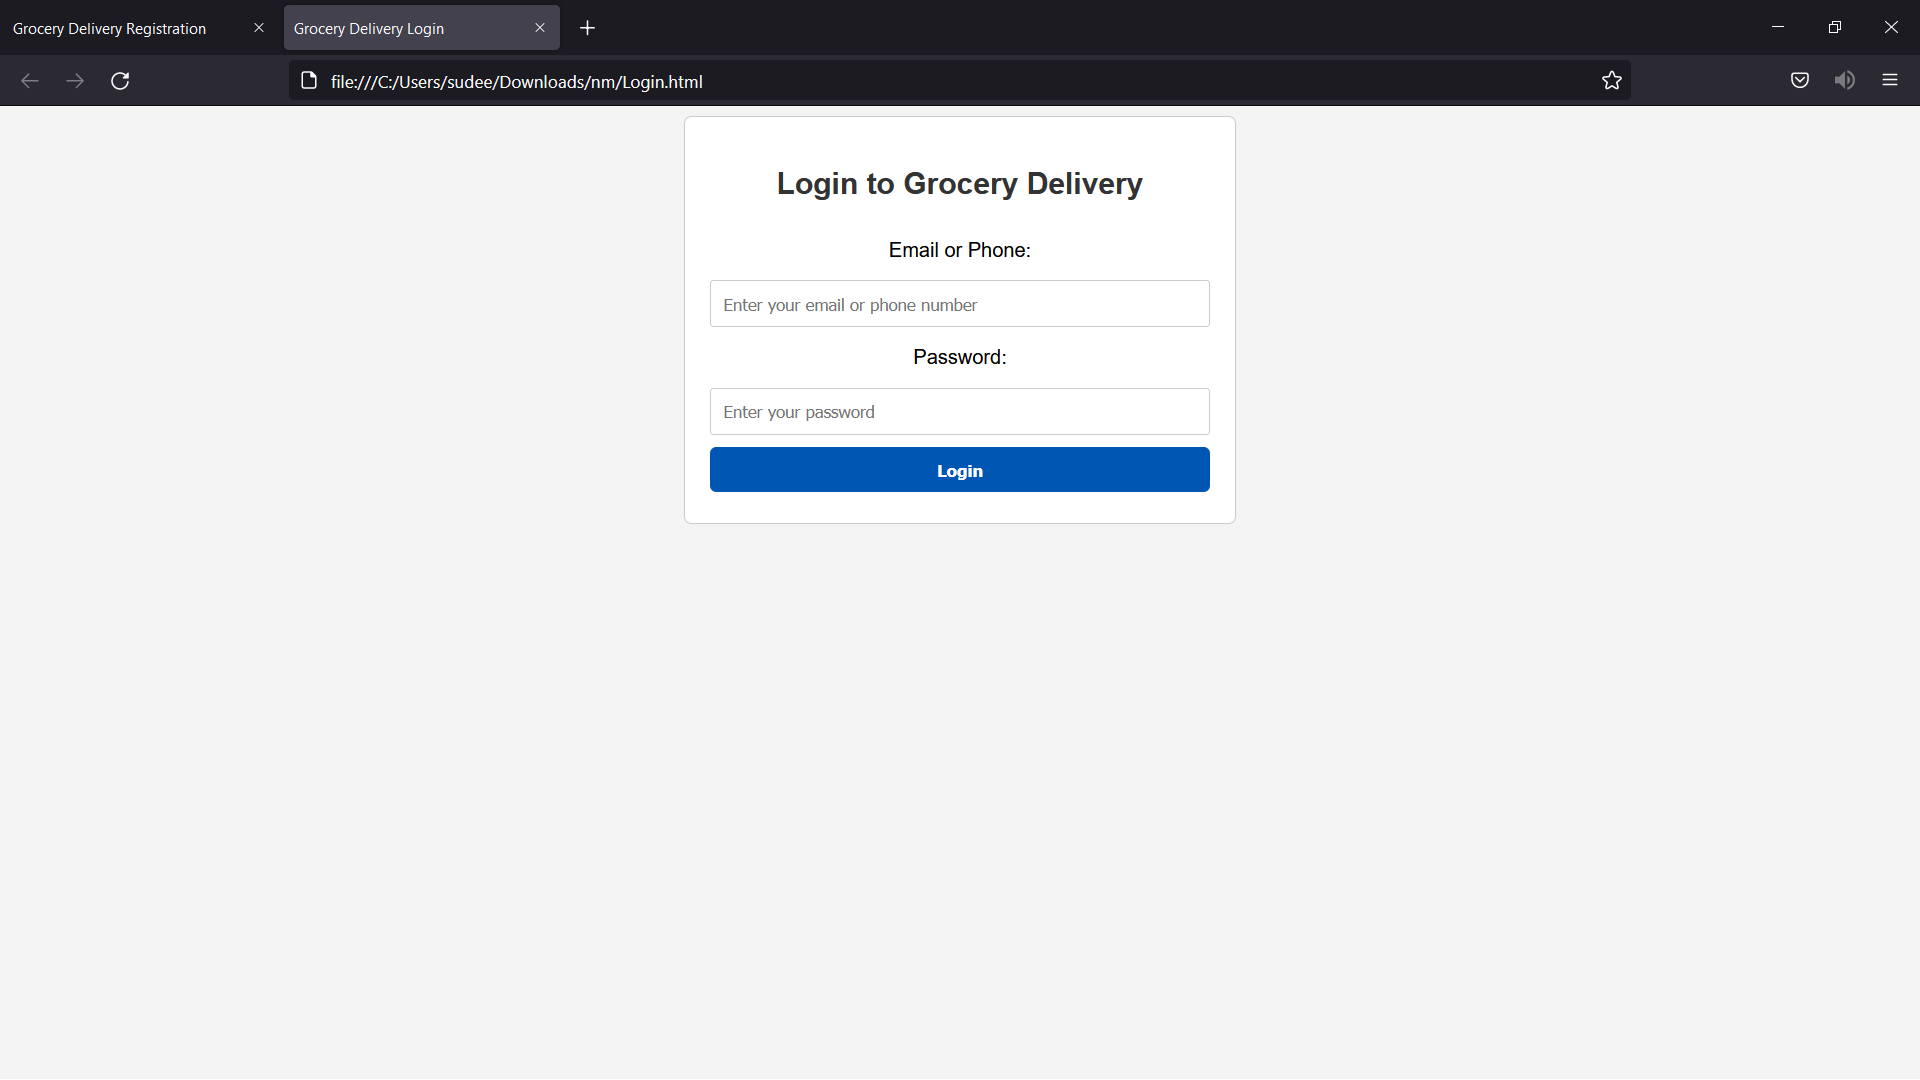 Grocery Delivery Registration
Grocery Delivery Login
file:///C:/Users/sudee/Downloads/nm/Login.html
Login to Grocery Delivery
Email or Phone:
Enter your email or phone number
Password:
Enter your password
Login